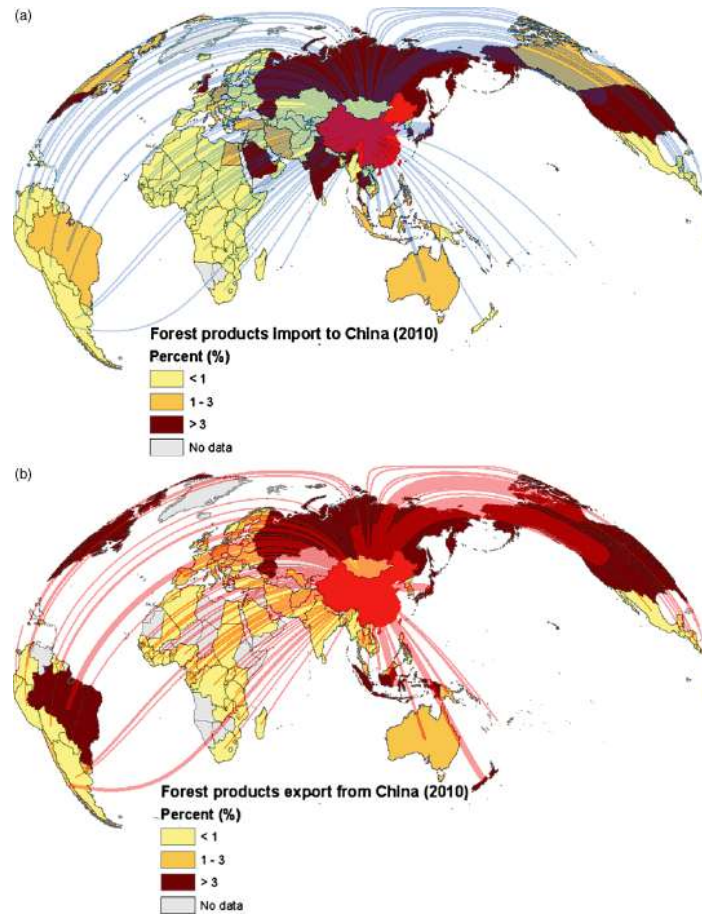 (a)
Forest products import to China (2010)
Percent (%)
< 1
1 - 3
> 3
No data
(b)
Forest products export from China (2010)
Percent (%)
< 1
1 - 3
> 3
No data